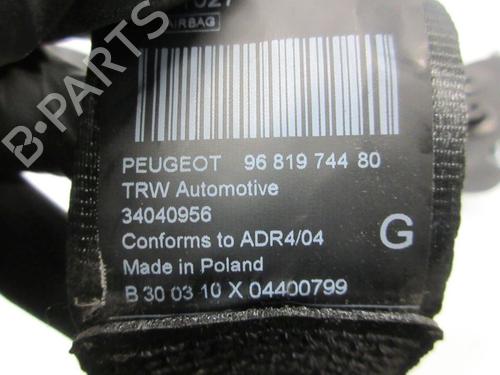 AIRBAG
PEUGEOT 96 819 744 80
TRW Automotive
34040956
Conforms to ADR4/04
G
Made in Poland
B 30 03 10 X 04400799